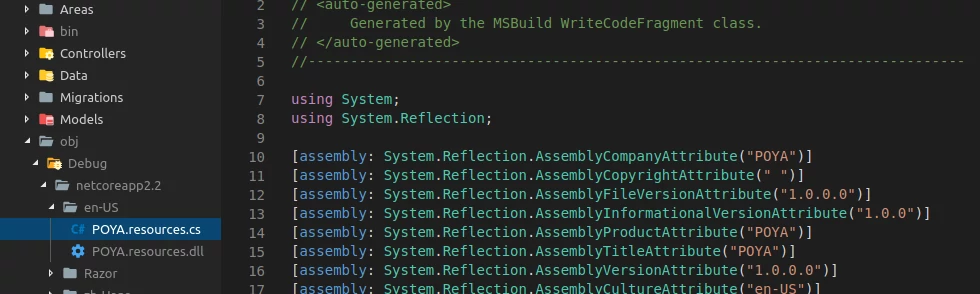 Areas
bin
Controllers
Data
Migrations
Models
obj
Debug
netcoreapp2.2
en-US
C# POYA.resources.cs
POYA.resources.dll
Razor
2 // <auto-generated>
3 //     Generated by the MSBuild WriteCodeFragment class.
4 // </auto-generated>
5 //------------------------------------------------------------------------------
6
7 using System;
8 using System.Reflection;
9
10 [assembly: System.Reflection.AssemblyCompanyAttribute("POYA")]
11 [assembly: System.Reflection.AssemblyCopyrightAttribute(" ")]
12 [assembly: System.Reflection.AssemblyFileVersionAttribute("1.0.0.0")]
13 [assembly: System.Reflection.AssemblyInformationalVersionAttribute("1.0.0")]
14 [assembly: System.Reflection.AssemblyProductAttribute("POYA")]
15 [assembly: System.Reflection.AssemblyTitleAttribute("POYA")]
16 [assembly: System.Reflection.AssemblyVersionAttribute("1.0.0.0")]
17 [assembly: System.Reflection.AssemblyCultureAttribute("en-US")]